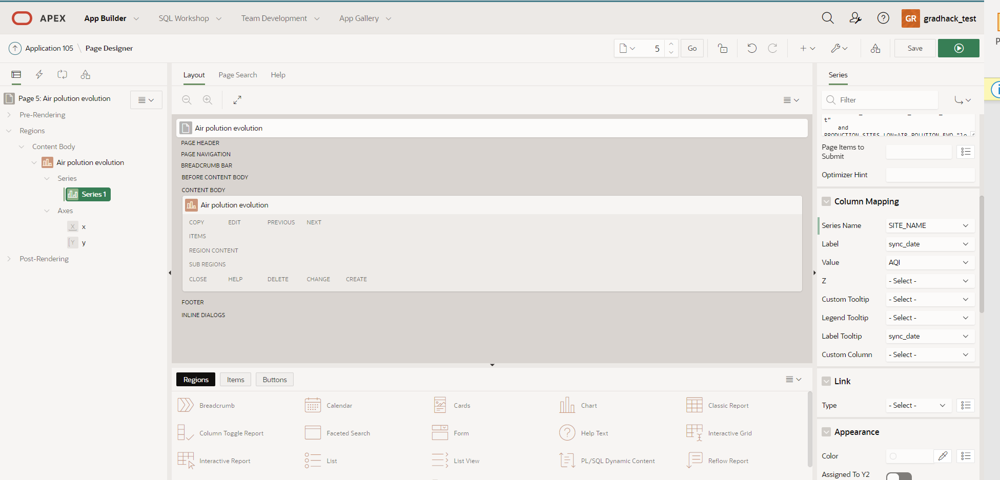 APEX App Builder SQL Workshop Team Development App Gallery GR gradhack_test
Application 105 \ Page Designer 5 Go Save
Layout Page Search Help
Series
Page 5: Air polution evolution
Pre-Rendering
Regions
Content Body
Air polution evolution
Series
Series 1
Axes
X x
Y y
Post-Rendering
Air polution evolution
PAGE HEADER
PAGE NAVIGATION
BREADCRUMB BAR
BEFORE CONTENT BODY
CONTENT BODY
Air polution evolution
COPY EDIT PREVIOUS NEXT
ITEMS
REGION CONTENT
SUB REGIONS
CLOSE HELP DELETE CHANGE CREATE
FOOTER
INLINE DIALOGS
Regions Items Buttons
Breadcrumb Calendar Cards Chart Classic Report
Column Toggle Report Faceted Search Form Help Text Interactive Grid
Interactive Report List List View PL/SQL Dynamic Content Reflow Report
Filter
t"
and
PRODUCTION_SITES.LON=AIR_POLUTION_EVO."lo
Page Items to
Submit
Optimizer Hint
Column Mapping
Series Name SITE_NAME
Label sync_date
Value AQI
Z - Select -
Custom Tooltip - Select -
Legend Tooltip - Select -
Label Tooltip sync_date
Custom Column - Select -
Link
Type - Select -
Appearance
Color
Assigned To Y2
P